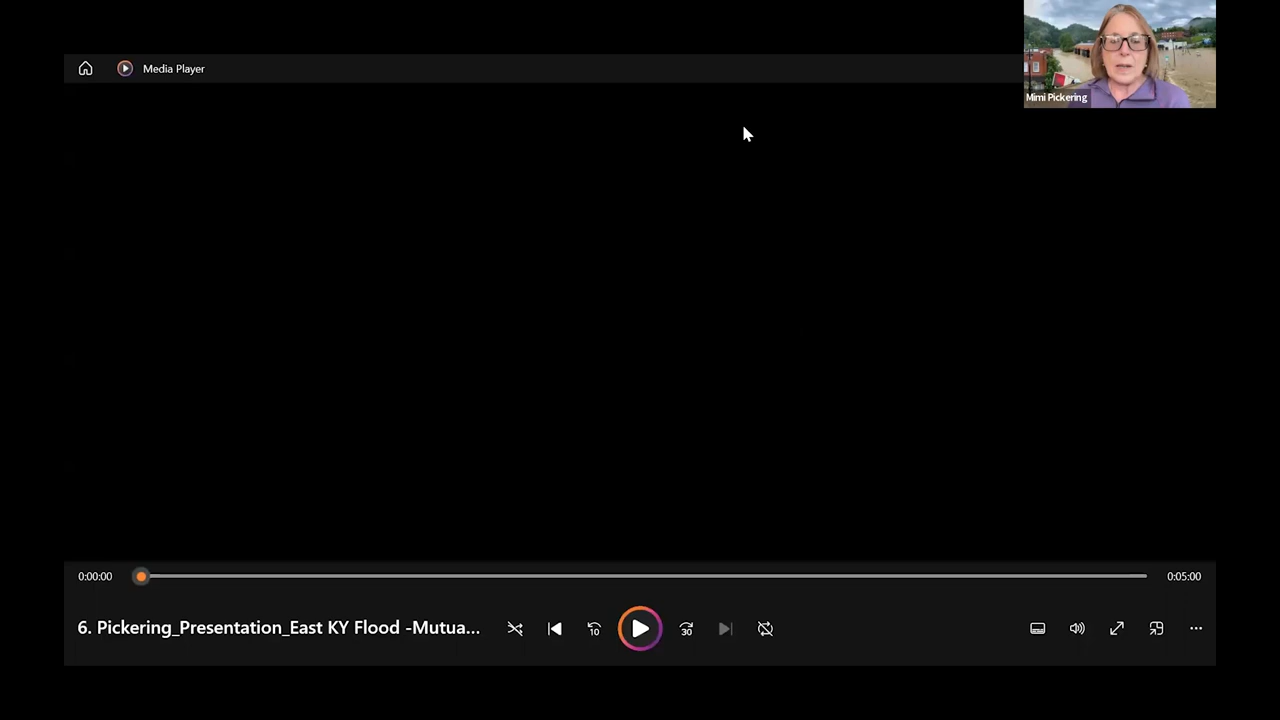 Media Player
Mimi Pickering
0:00:00
0:05:00
6. Pickering_Presentation_East KY Flood -Mutua...
10
30